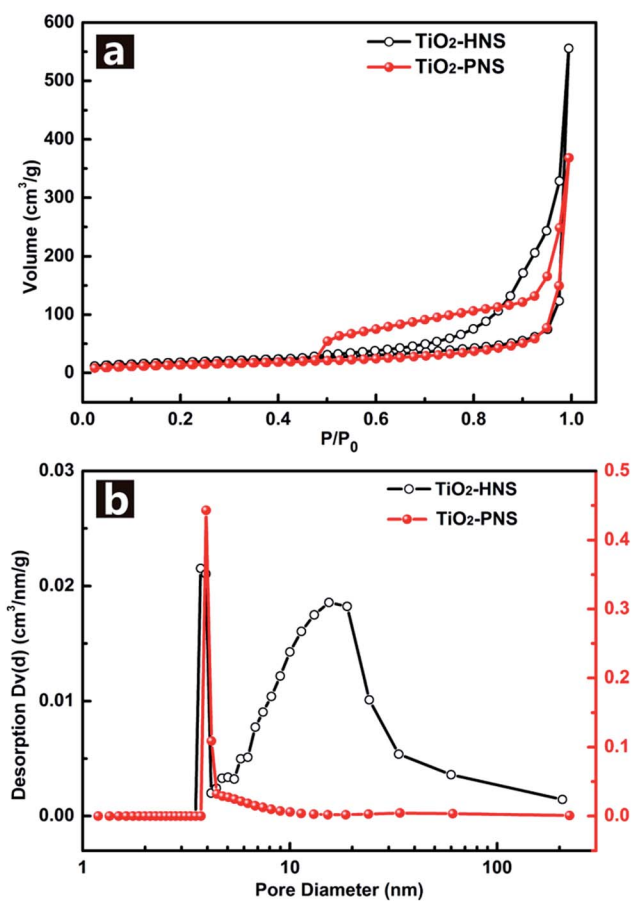 a
TiO2-HNS
TiO2-PNS
600
500
400
300
200
100
0
Volume (cm³/g)
0.0 0.2 0.4 0.6 0.8 1.0
P/P₀
b
TiO2-HNS
TiO2-PNS
0.03
0.02
0.01
0.00
Desorption Dv(d) (cm³/nm/g)
0.5
0.4
0.3
0.2
0.1
0.0
1 10 100
Pore Diameter (nm)